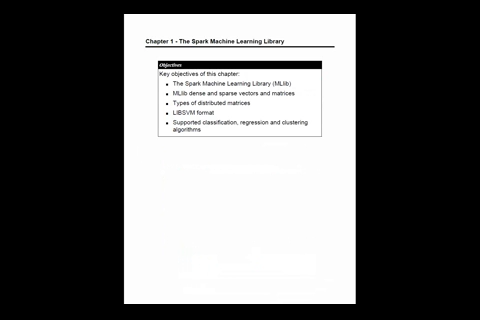 Chapter 1 - The Spark Machine Learning Library
Objectives
Key objectives of this chapter:
● The Spark Machine Learning Library (MLlib)
● MLlib dense and sparse vectors and matrices
● Types of distributed matrices
● LIBSVM format
● Supported classification, regression and clustering
algorithms